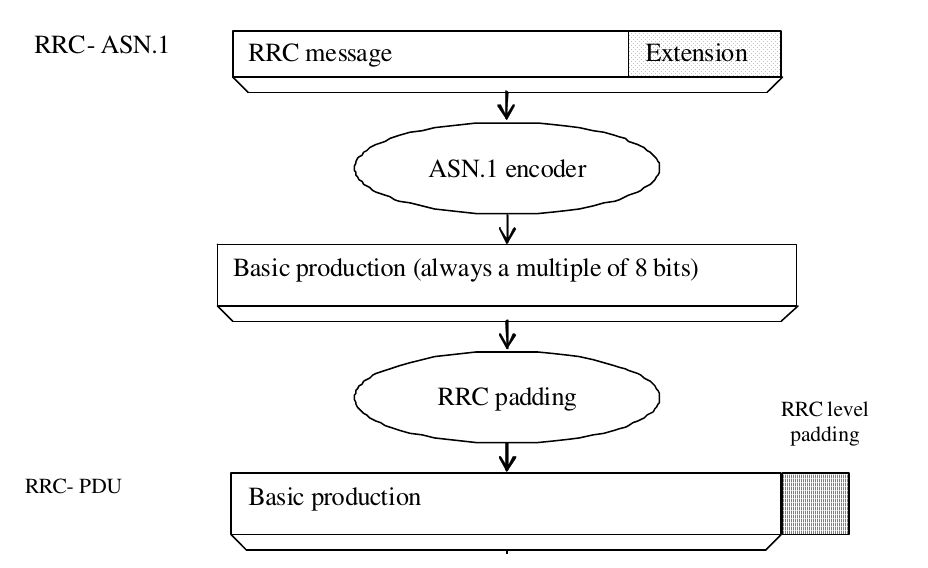 RRC- ASN.1
RRC message
Extension
ASN.1 encoder
Basic production (always a multiple of 8 bits)
RRC padding
RRC level
padding
RRC- PDU
Basic production